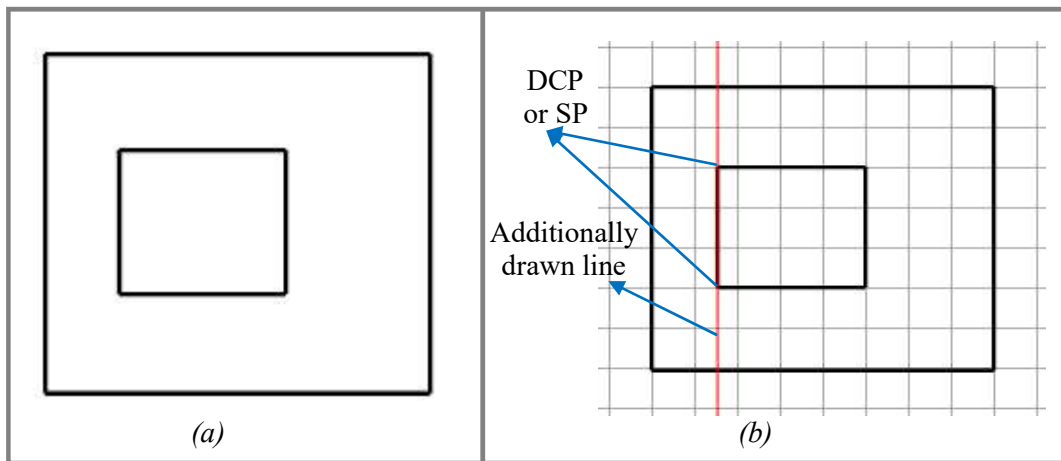 DCP
or SP
Additionally
drawn line
(a)
(b)